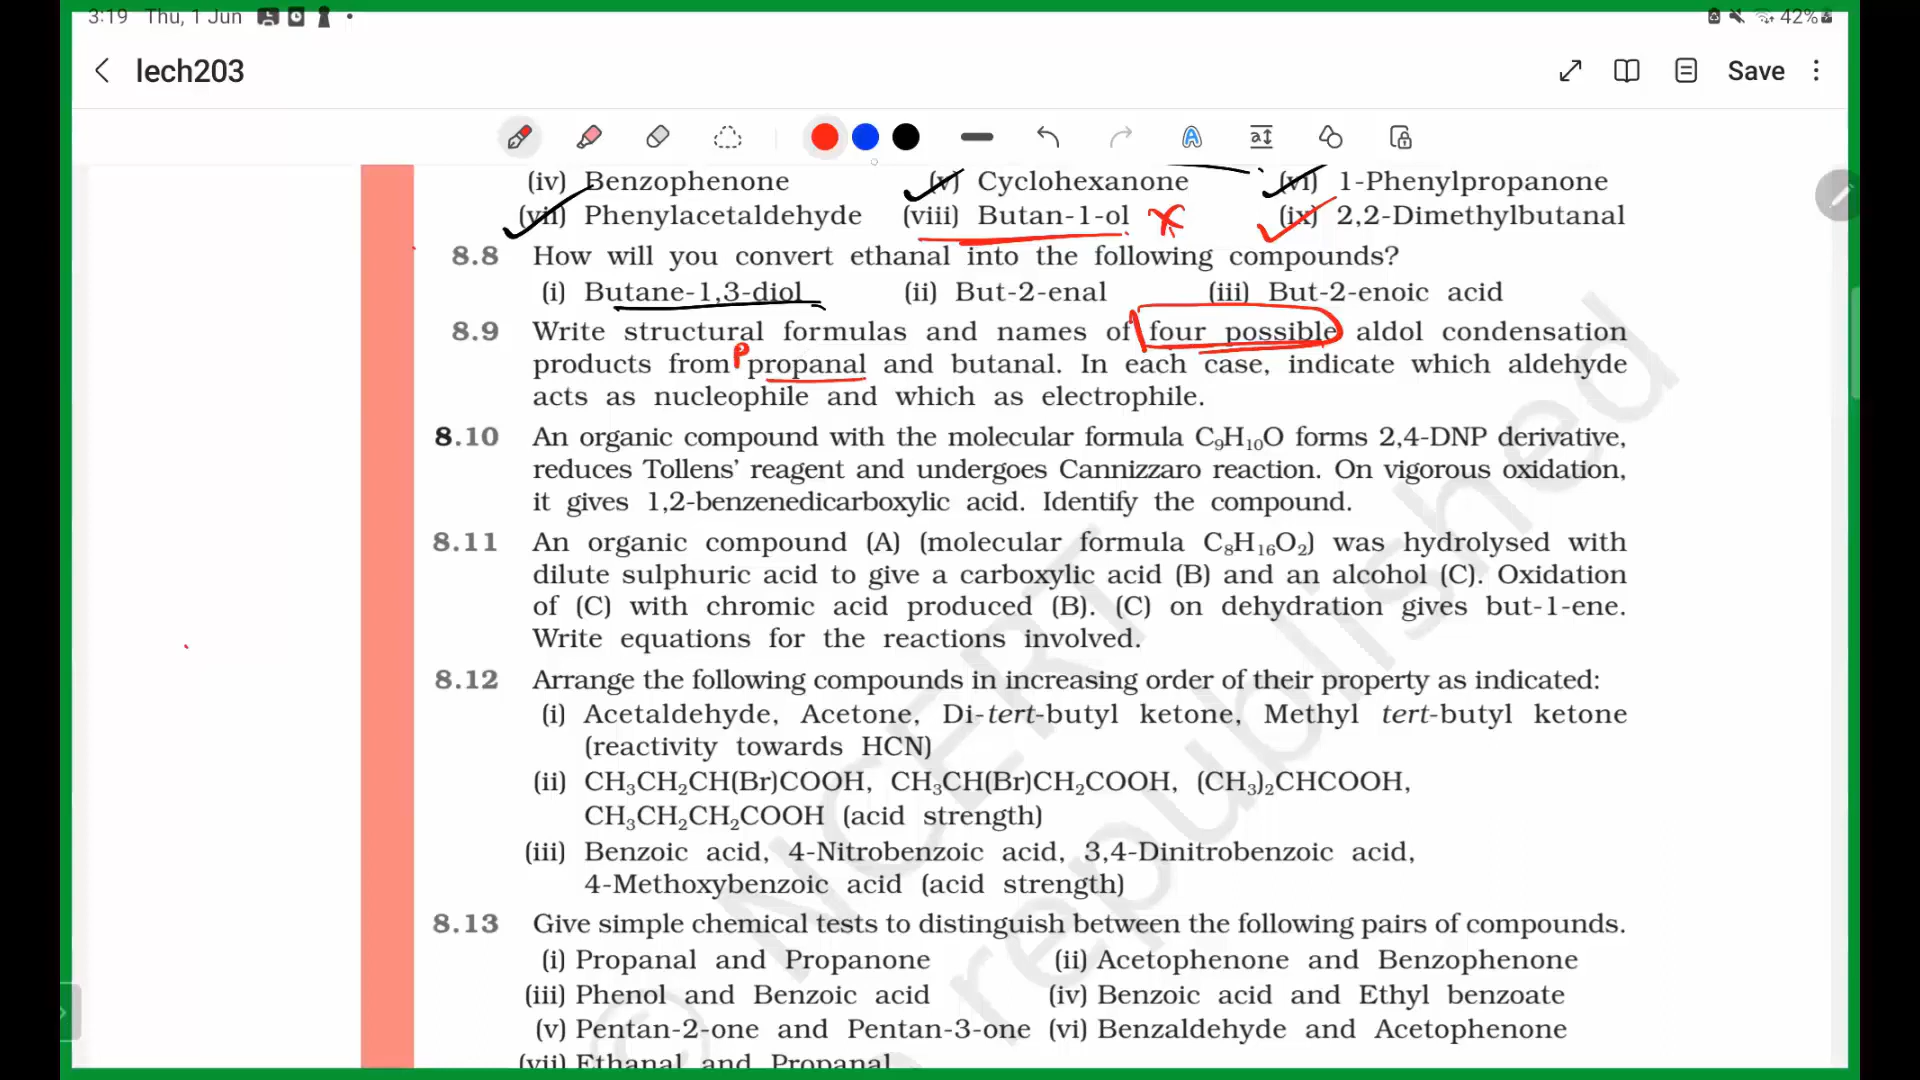 3:19 Thu, 1 Jun
42%
lech203
Save
(iv) Benzophenone (v) Cyclohexanone (vi) 1-Phenylpropanone
(vii) Phenylacetaldehyde (viii) Butan-1-ol (ix) 2,2-Dimethylbutanal
8.8 How will you convert ethanal into the following compounds?
(i) Butane-1,3-diol (ii) But-2-enal (iii) But-2-enoic acid
8.9 Write structural formulas and names of four possible aldol condensation
products from P propanal and butanal. In each case, indicate which aldehyde
acts as nucleophile and which as electrophile.
8.10 An organic compound with the molecular formula C₉H₁₀O forms 2,4-DNP derivative,
reduces Tollens’ reagent and undergoes Cannizzaro reaction. On vigorous oxidation,
it gives 1,2-benzenedicarboxylic acid. Identify the compound.
8.11 An organic compound (A) (molecular formula C₈H₁₆O₂) was hydrolysed with
dilute sulphuric acid to give a carboxylic acid (B) and an alcohol (C). Oxidation
of (C) with chromic acid produced (B). (C) on dehydration gives but-1-ene.
Write equations for the reactions involved.
8.12 Arrange the following compounds in increasing order of their property as indicated:
(i) Acetaldehyde, Acetone, Di-tert-butyl ketone, Methyl tert-butyl ketone
(reactivity towards HCN)
(ii) CH₃CH₂CH(Br)COOH, CH₃CH(Br)CH₂COOH, (CH₃)₂CHCOOH,
CH₃CH₂CH₂COOH (acid strength)
(iii) Benzoic acid, 4-Nitrobenzoic acid, 3,4-Dinitrobenzoic acid,
4-Methoxybenzoic acid (acid strength)
8.13 Give simple chemical tests to distinguish between the following pairs of compounds.
(i) Propanal and Propanone (ii) Acetophenone and Benzophenone
(iii) Phenol and Benzoic acid (iv) Benzoic acid and Ethyl benzoate
(v) Pentan-2-one and Pentan-3-one (vi) Benzaldehyde and Acetophenone
(vii) Ethanal and Propanal
© NCERT
republished